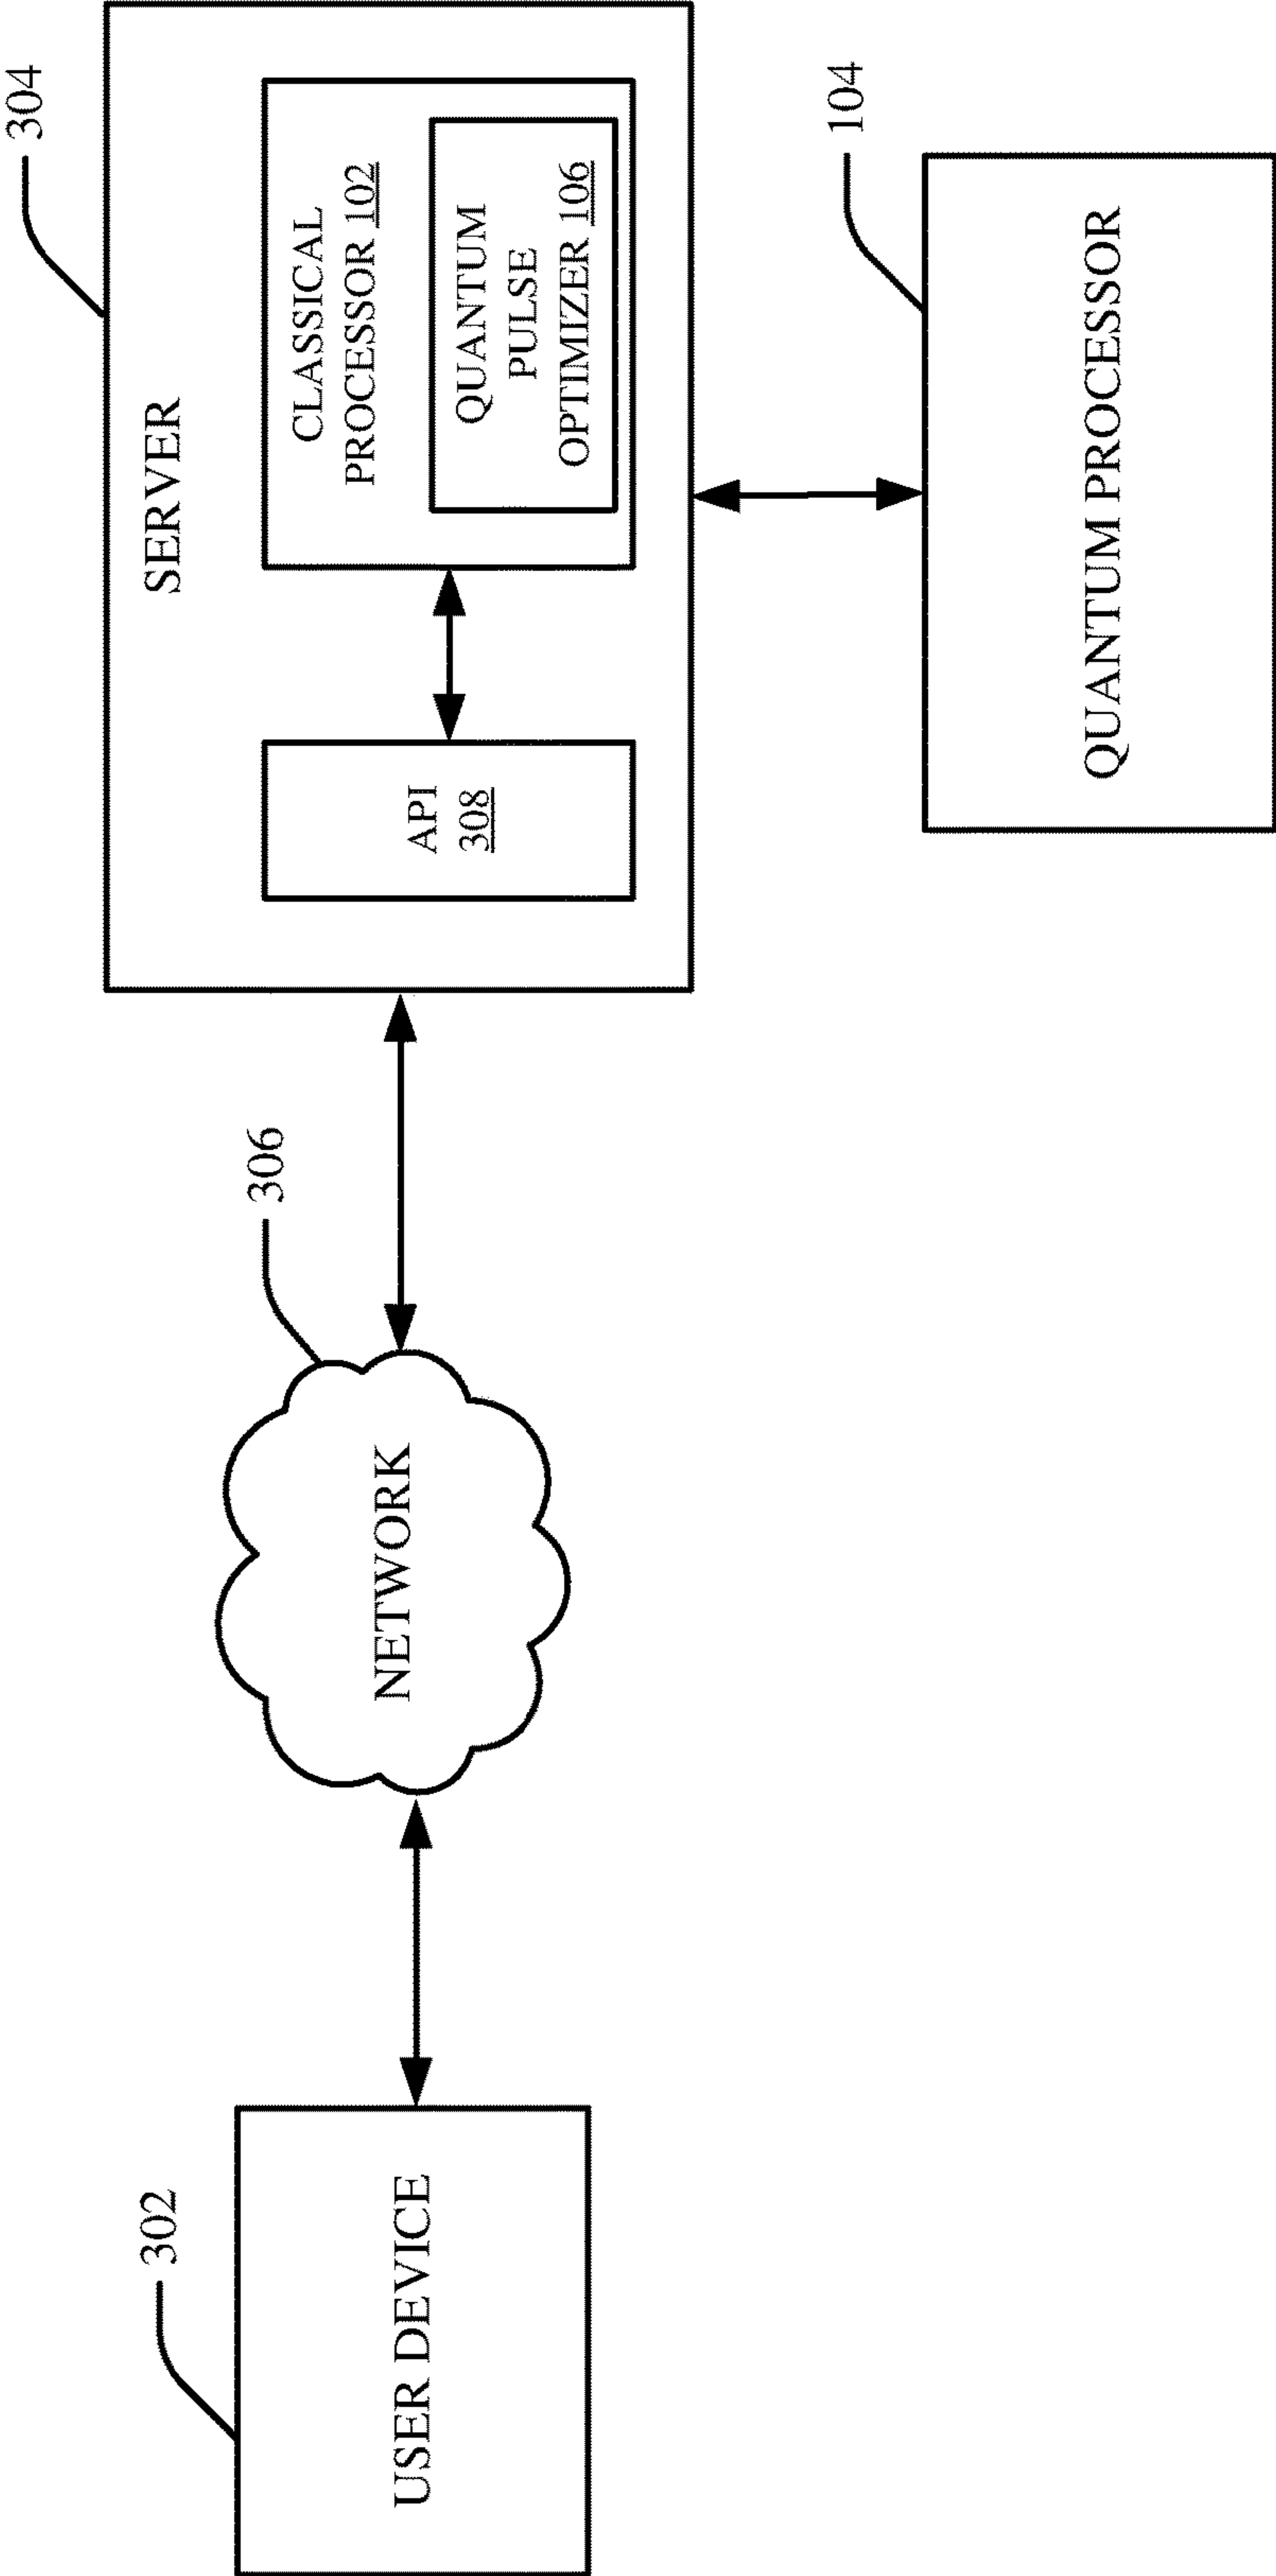 302
USER DEVICE
306
NETWORK
304
SERVER
API
308
CLASSICAL
PROCESSOR 102
QUANTUM
PULSE
OPTIMIZER 106
104
QUANTUM PROCESSOR